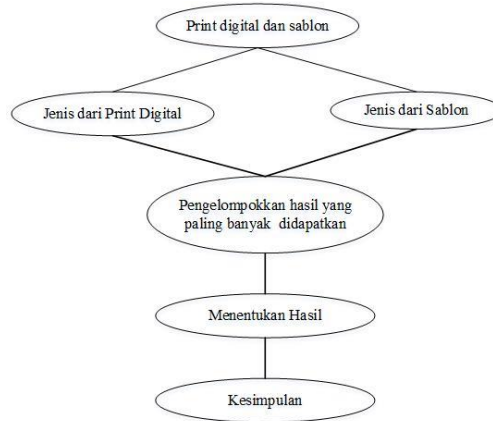 Print digital dan sablon
Jenis dari Print Digital
Jenis dari Sablon
Pengelompokkan hasil yang
paling banyak didapatkan
Menentukan Hasil
Kesimpulan